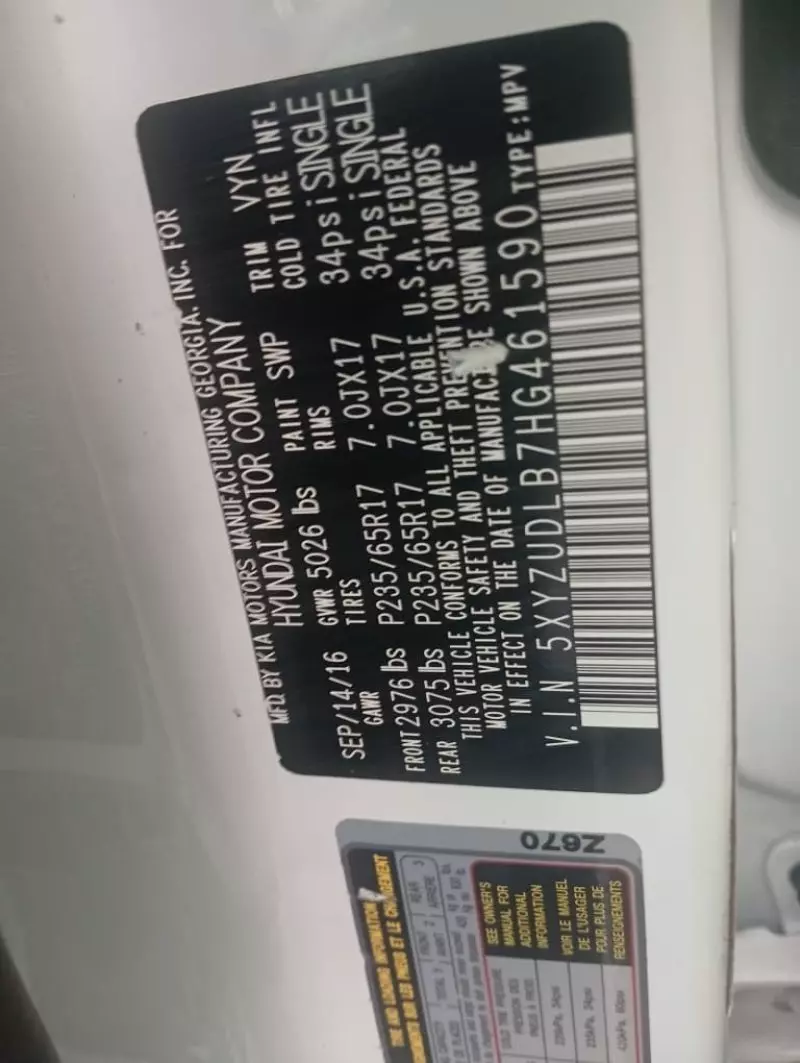 MFD. BY KIA MOTORS MANUFACTURING GEORGIA. INC. FOR
HYUNDAI MOTOR COMPANY
SEP/14/16 GVWR 5026 lbs PAINT SWP TRIM VYN
GAWR TIRES RIMS COLD TIRE INFL
FRONT 2976 lbs P235/65R17 7.0JX17 34psi SINGLE
REAR 3075 lbs P235/65R17 7.0JX17 34psi SINGLE
THIS VEHICLE CONFORMS TO ALL APPLICABLE U.S.A. FEDERAL
MOTOR VEHICLE SAFETY AND THEFT PREVENTION STANDARDS
IN EFFECT ON THE DATE OF MANUFACTURE SHOWN ABOVE
V.I.N 5XYZUDLB7HG461590 TYPE:MPV
Z670
TIRE AND LOADING INFORMATION
SEE OWNER'S
MANUAL FOR
ADDITIONAL
INFORMATION
VOIR LE MANUEL
DE L'USAGER
POUR PLUS DE
RENSEIGNEMENTS